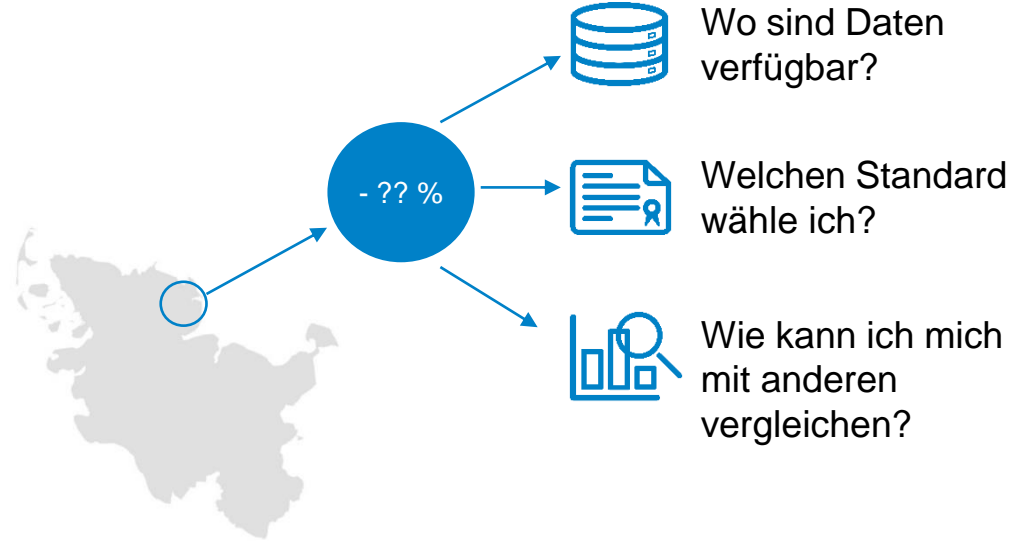 Wo sind Daten
verfügbar?
- ?? %
Welchen Standard
wähle ich?
Wie kann ich mich
mit anderen
vergleichen?